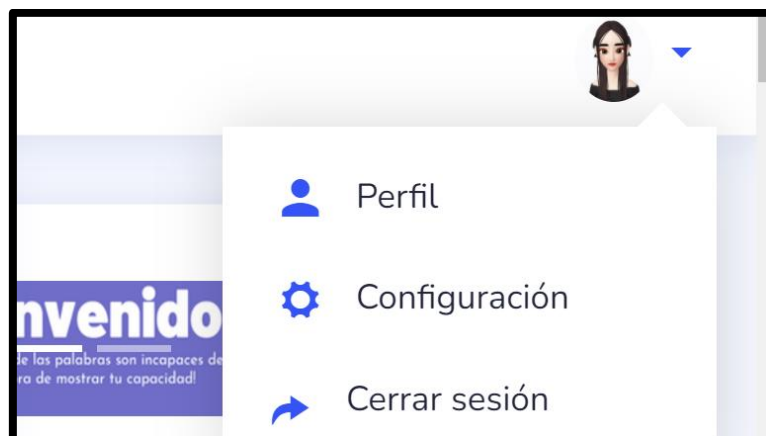 Perfil
Configuración
Cerrar sesión
nvenido
de las palabras son incapaces de
ra de mostrar tu capacidad!